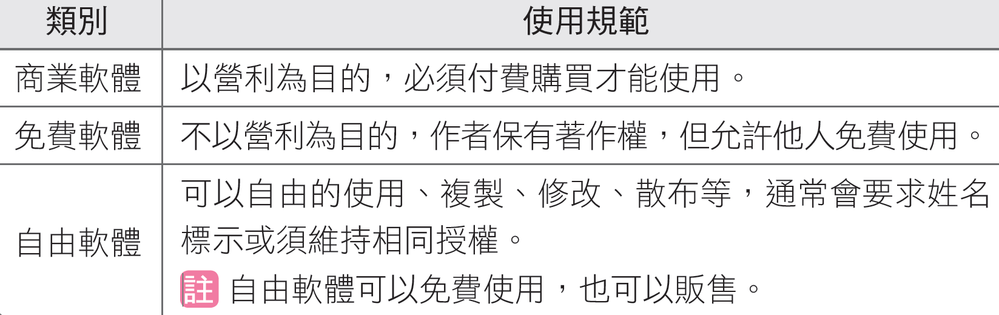 類別 使用規範
商業軟體 以營利為目的，必須付費購買才能使用。
免費軟體 不以營利為目的，作者保有著作權，但允許他人免費使用。
可以自由的使用、複製、修改、散布等，通常會要求姓名
自由軟體 標示或須維持相同授權。
註 自由軟體可以免費使用，也可以販售。